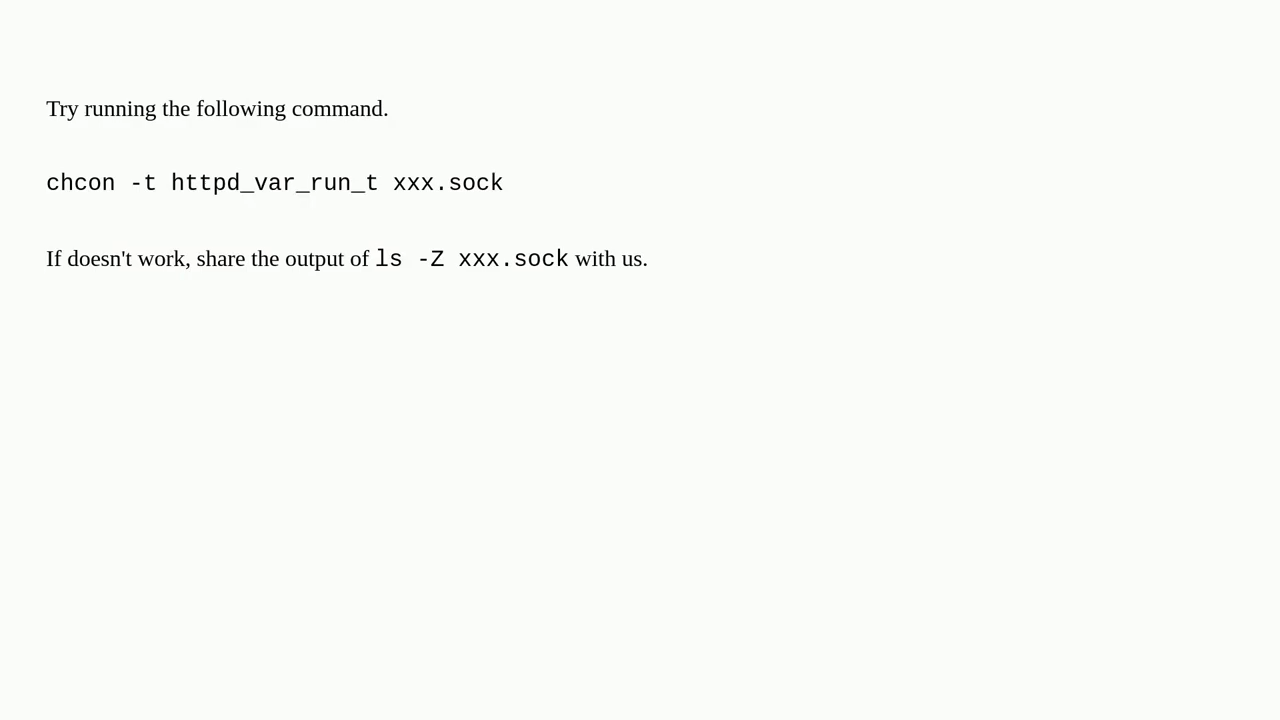 Try running the following command.
chcon -t httpd_var_run_t xxx.sock
If doesn't work, share the output of ls -Z xxx.sock with us.